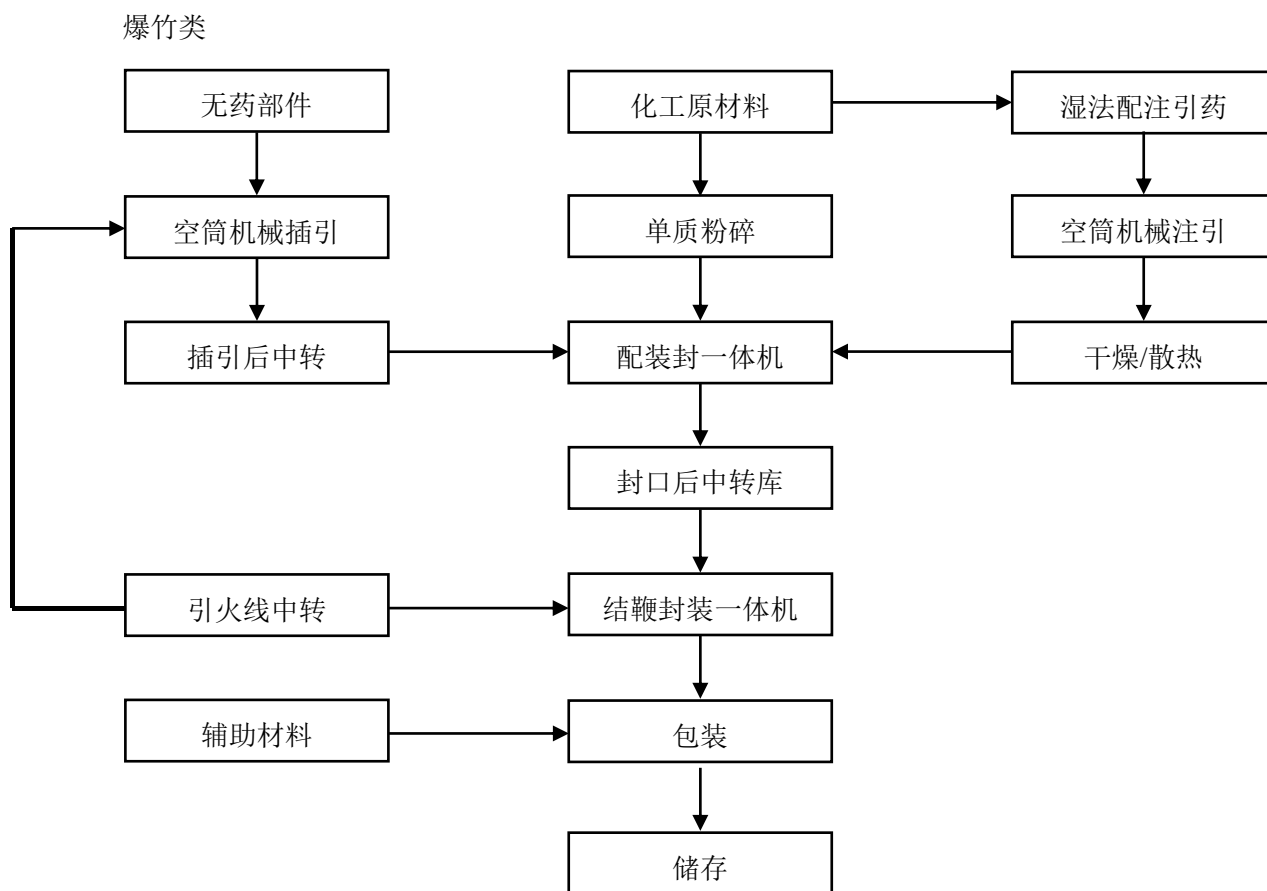 爆竹类
无药部件
化工原材料
湿法配注引药
空筒机械插引
单质粉碎
空筒机械注引
插引后中转
配装封一体机
干燥/散热
封口后中转库
引火线中转
结鞭封装一体机
辅助材料
包装
储存